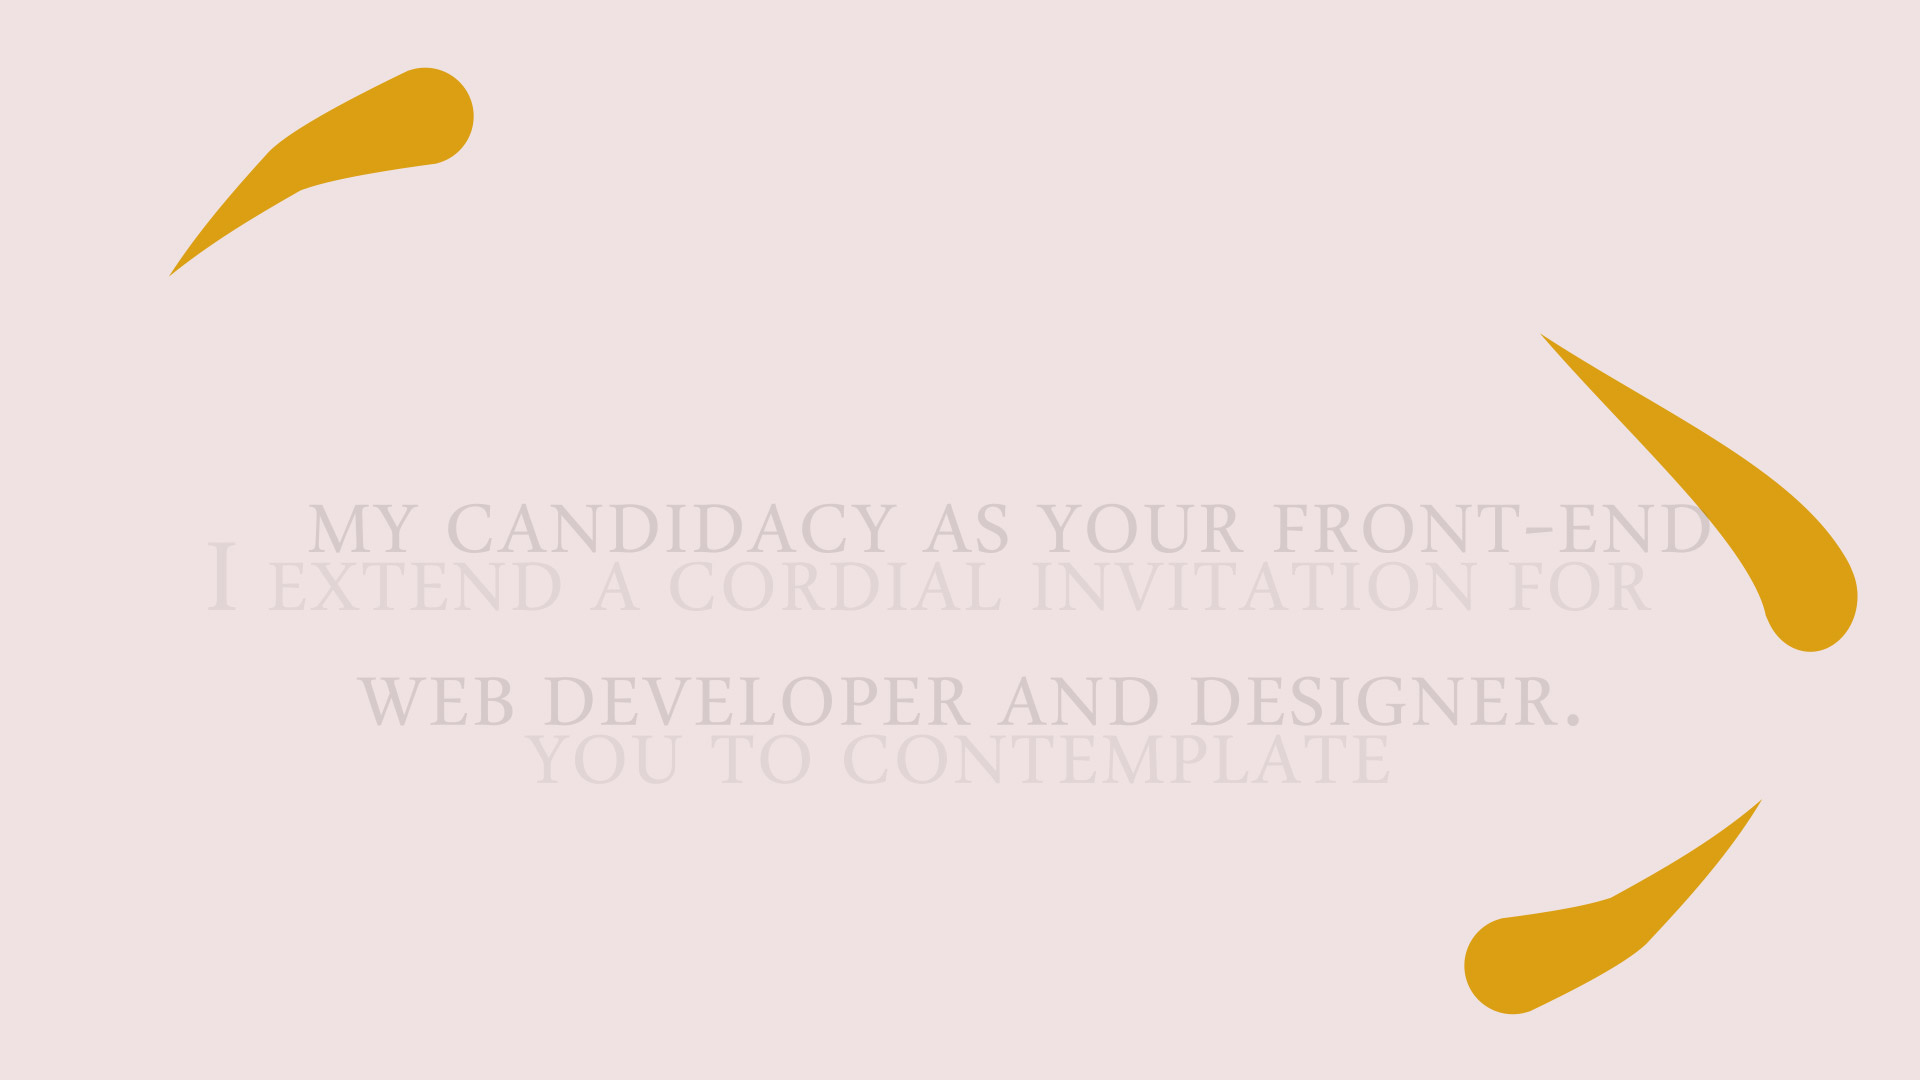 I EXTEND A CORDIAL INVITATION FOR
YOU TO CONTEMPLATE
MY CANDIDACY AS YOUR FRONT-END
WEB DEVELOPER AND DESIGNER.